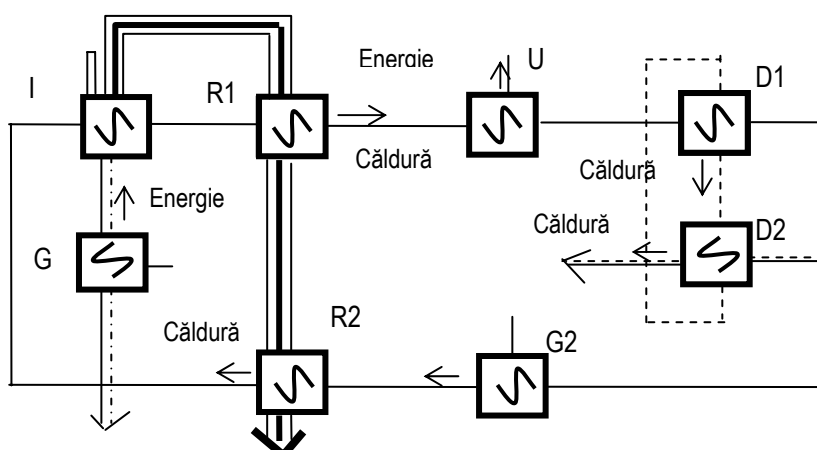 Energie
U
D1
I
R1
Căldură
Căldură
Energie
Căldură
D2
G
R2
Căldură
G2